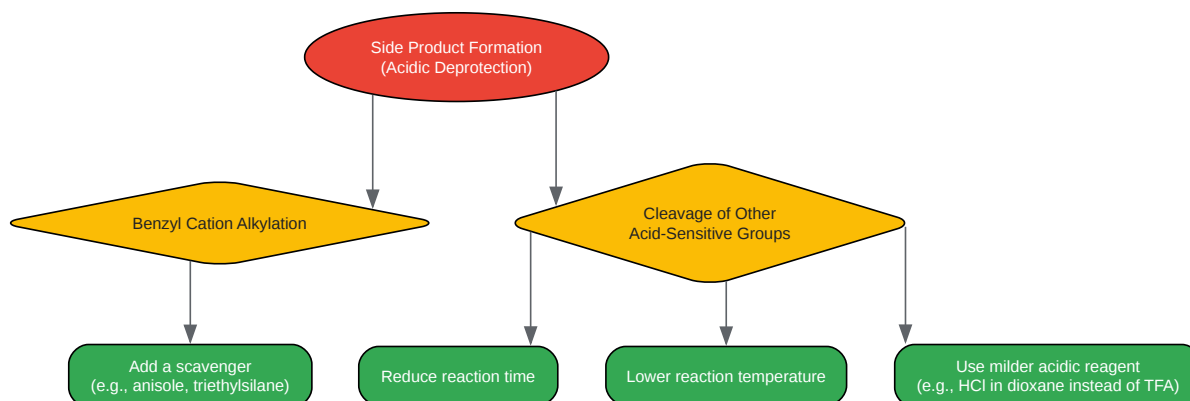 Side Product Formation
(Acidic Deprotection)
Benzyl Cation Alkylation
Cleavage of Other
Acid-Sensitive Groups
Add a scavenger
(e.g., anisole, triethylsilane)
Reduce reaction time
Lower reaction temperature
Use milder acidic reagent
(e.g., HCl in dioxane instead of TFA)